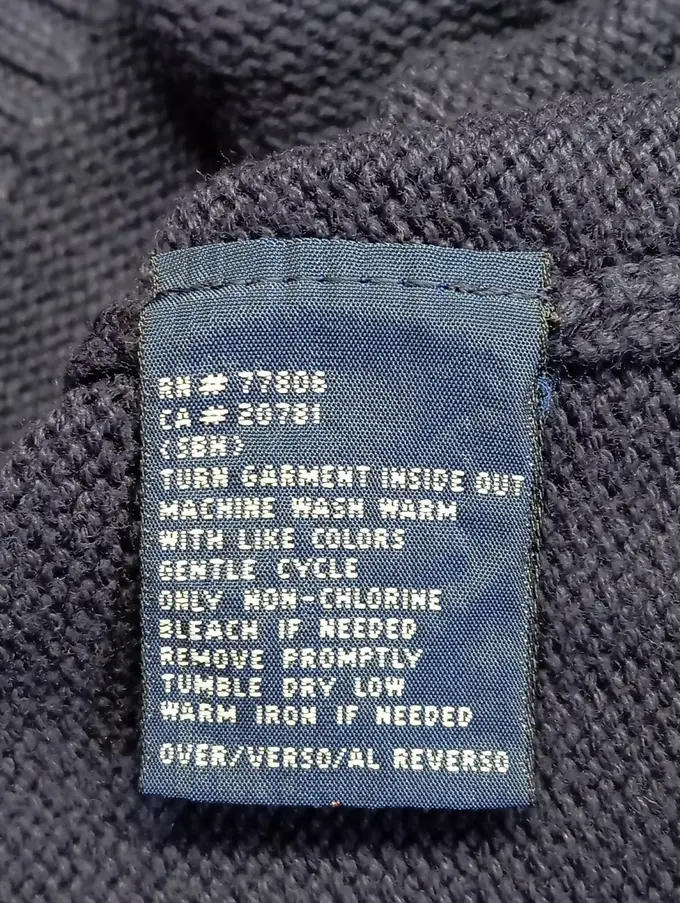 RN # 77808
CA # 20781
(SBH)
TURN GARMENT INSIDE OUT
MACHINE WASH WARM
WITH LIKE COLORS
GENTLE CYCLE
ONLY NON-CHLORINE
BLEACH IF NEEDED
REMOVE PROMPTLY
TUMBLE DRY LOW
WARM IRON IF NEEDED
OVER/VERSO/AL REVERSO